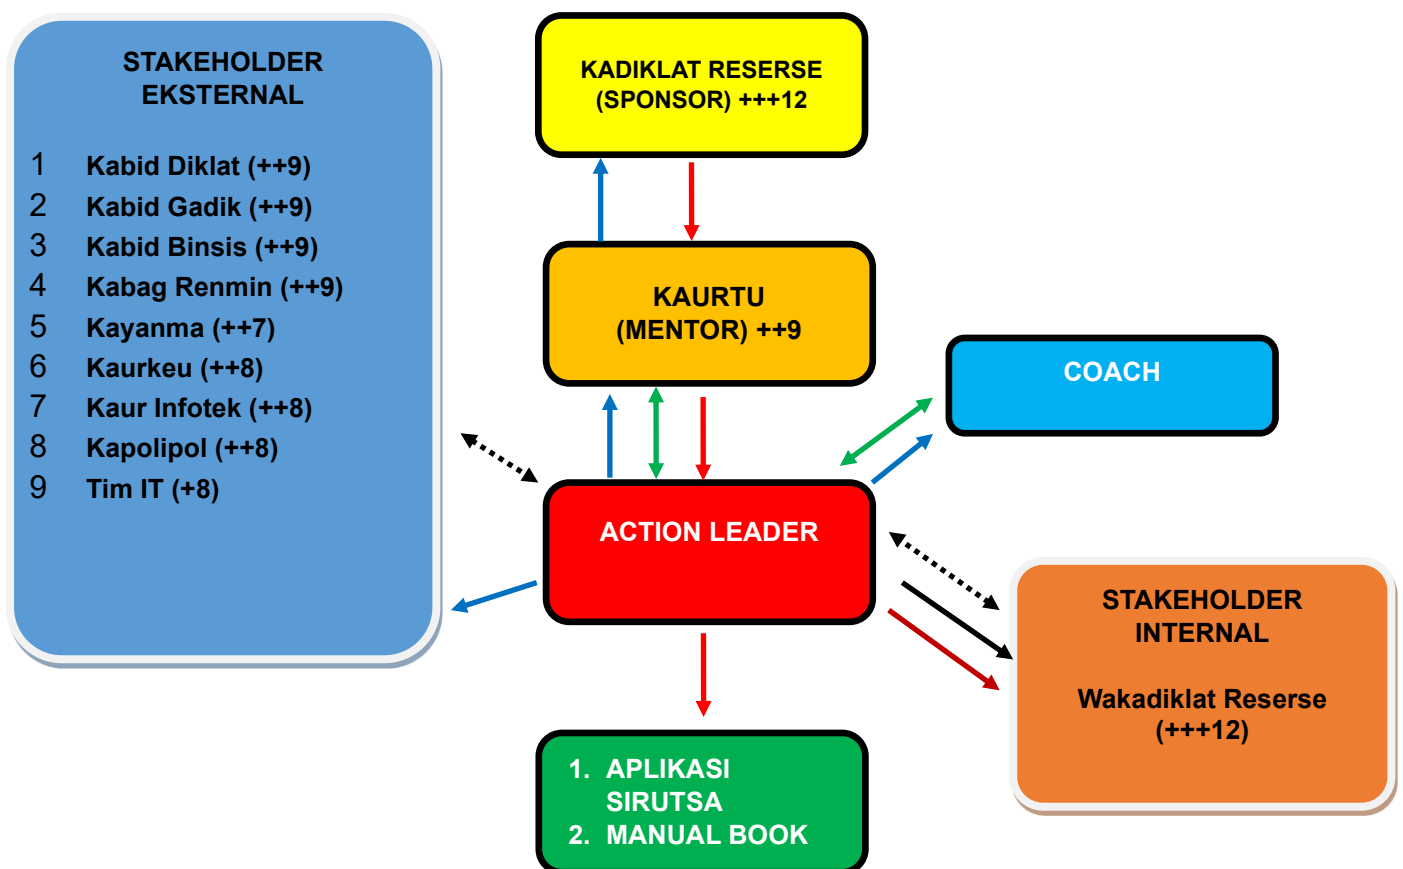 STAKEHOLDER
EKSTERNAL
1 Kabid Diklat (++9)
2 Kabid Gadik (++9)
3 Kabid Binsis (++9)
4 Kabag Renmin (++9)
5 Kayanma (++7)
6 Kaurkeu (++8)
7 Kaur Infotek (++8)
8 Kapolipol (++8)
9 Tim IT (+8)
KADIKLAT RESERSE
(SPONSOR) +++12
KAURTU
(MENTOR) ++9
COACH
ACTION LEADER
STAKEHOLDER
INTERNAL
Wakadiklat Reserse
(+++12)
1. APLIKASI
SIRUTSA
2. MANUAL BOOK